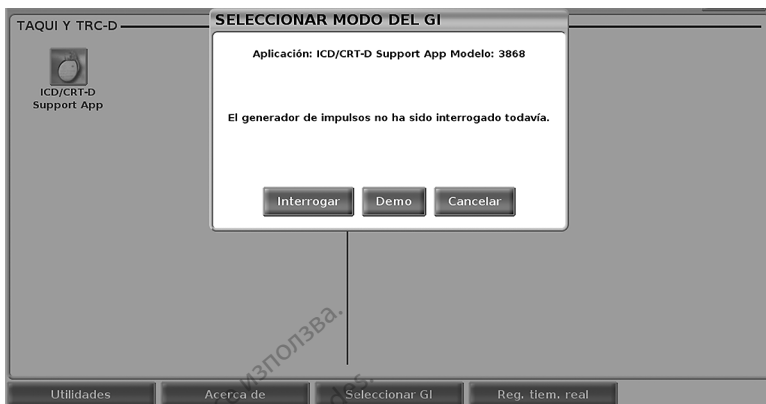 TAQUI Y TRC-D
ICD/CRT-D
Support App
SELECCIONAR MODO DEL GI
Aplicación: ICD/CRT-D Support App Modelo: 3868
El generador de impulsos no ha sido interrogado todavía.
Interrogar Demo Cancelar
използва.
Utilidades Acerca de Seleccionar GI Reg. tiem. real